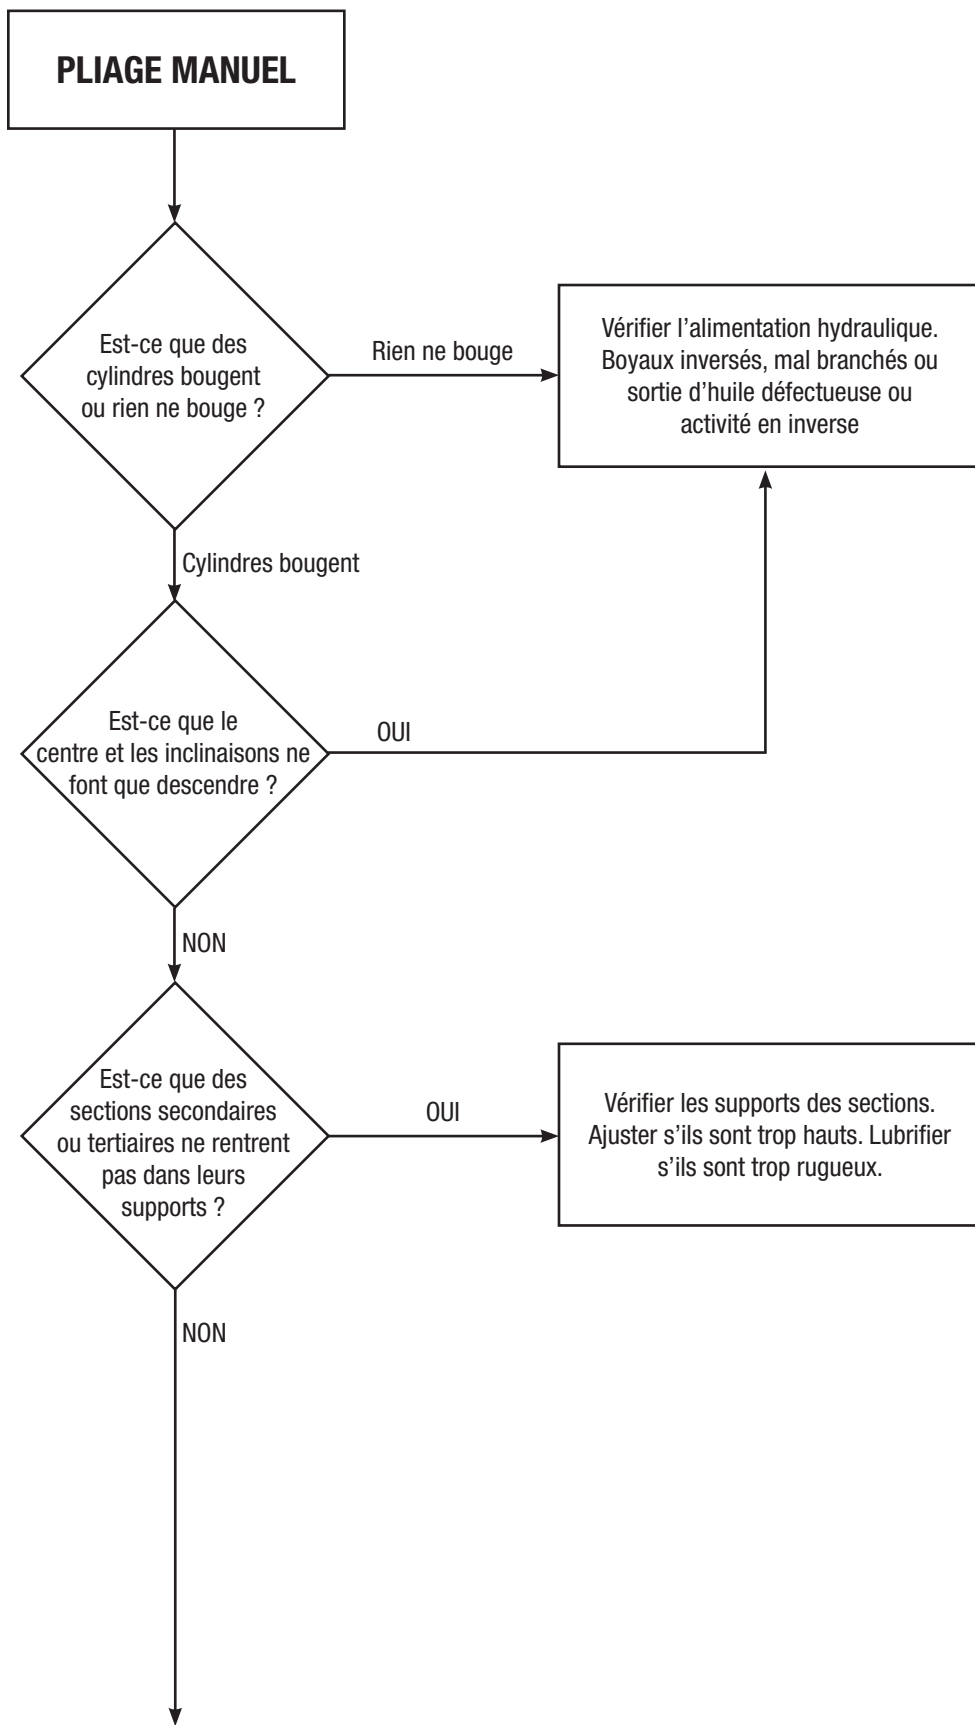 PLIAGE MANUEL
Est-ce que des
cylindres bougent
ou rien ne bouge ?
Rien ne bouge
Vérifier l’alimentation hydraulique.
Boyaux inversés, mal branchés ou
sortie d’huile défectueuse ou
activité en inverse
Cylindres bougent
Est-ce que le
centre et les inclinaisons ne
font que descendre ?
OUI
NON
Est-ce que des
sections secondaires
ou tertiaires ne rentrent
pas dans leurs
supports ?
OUI
Vérifier les supports des sections.
Ajuster s’ils sont trop hauts. Lubrifier
s’ils sont trop rugueux.
NON